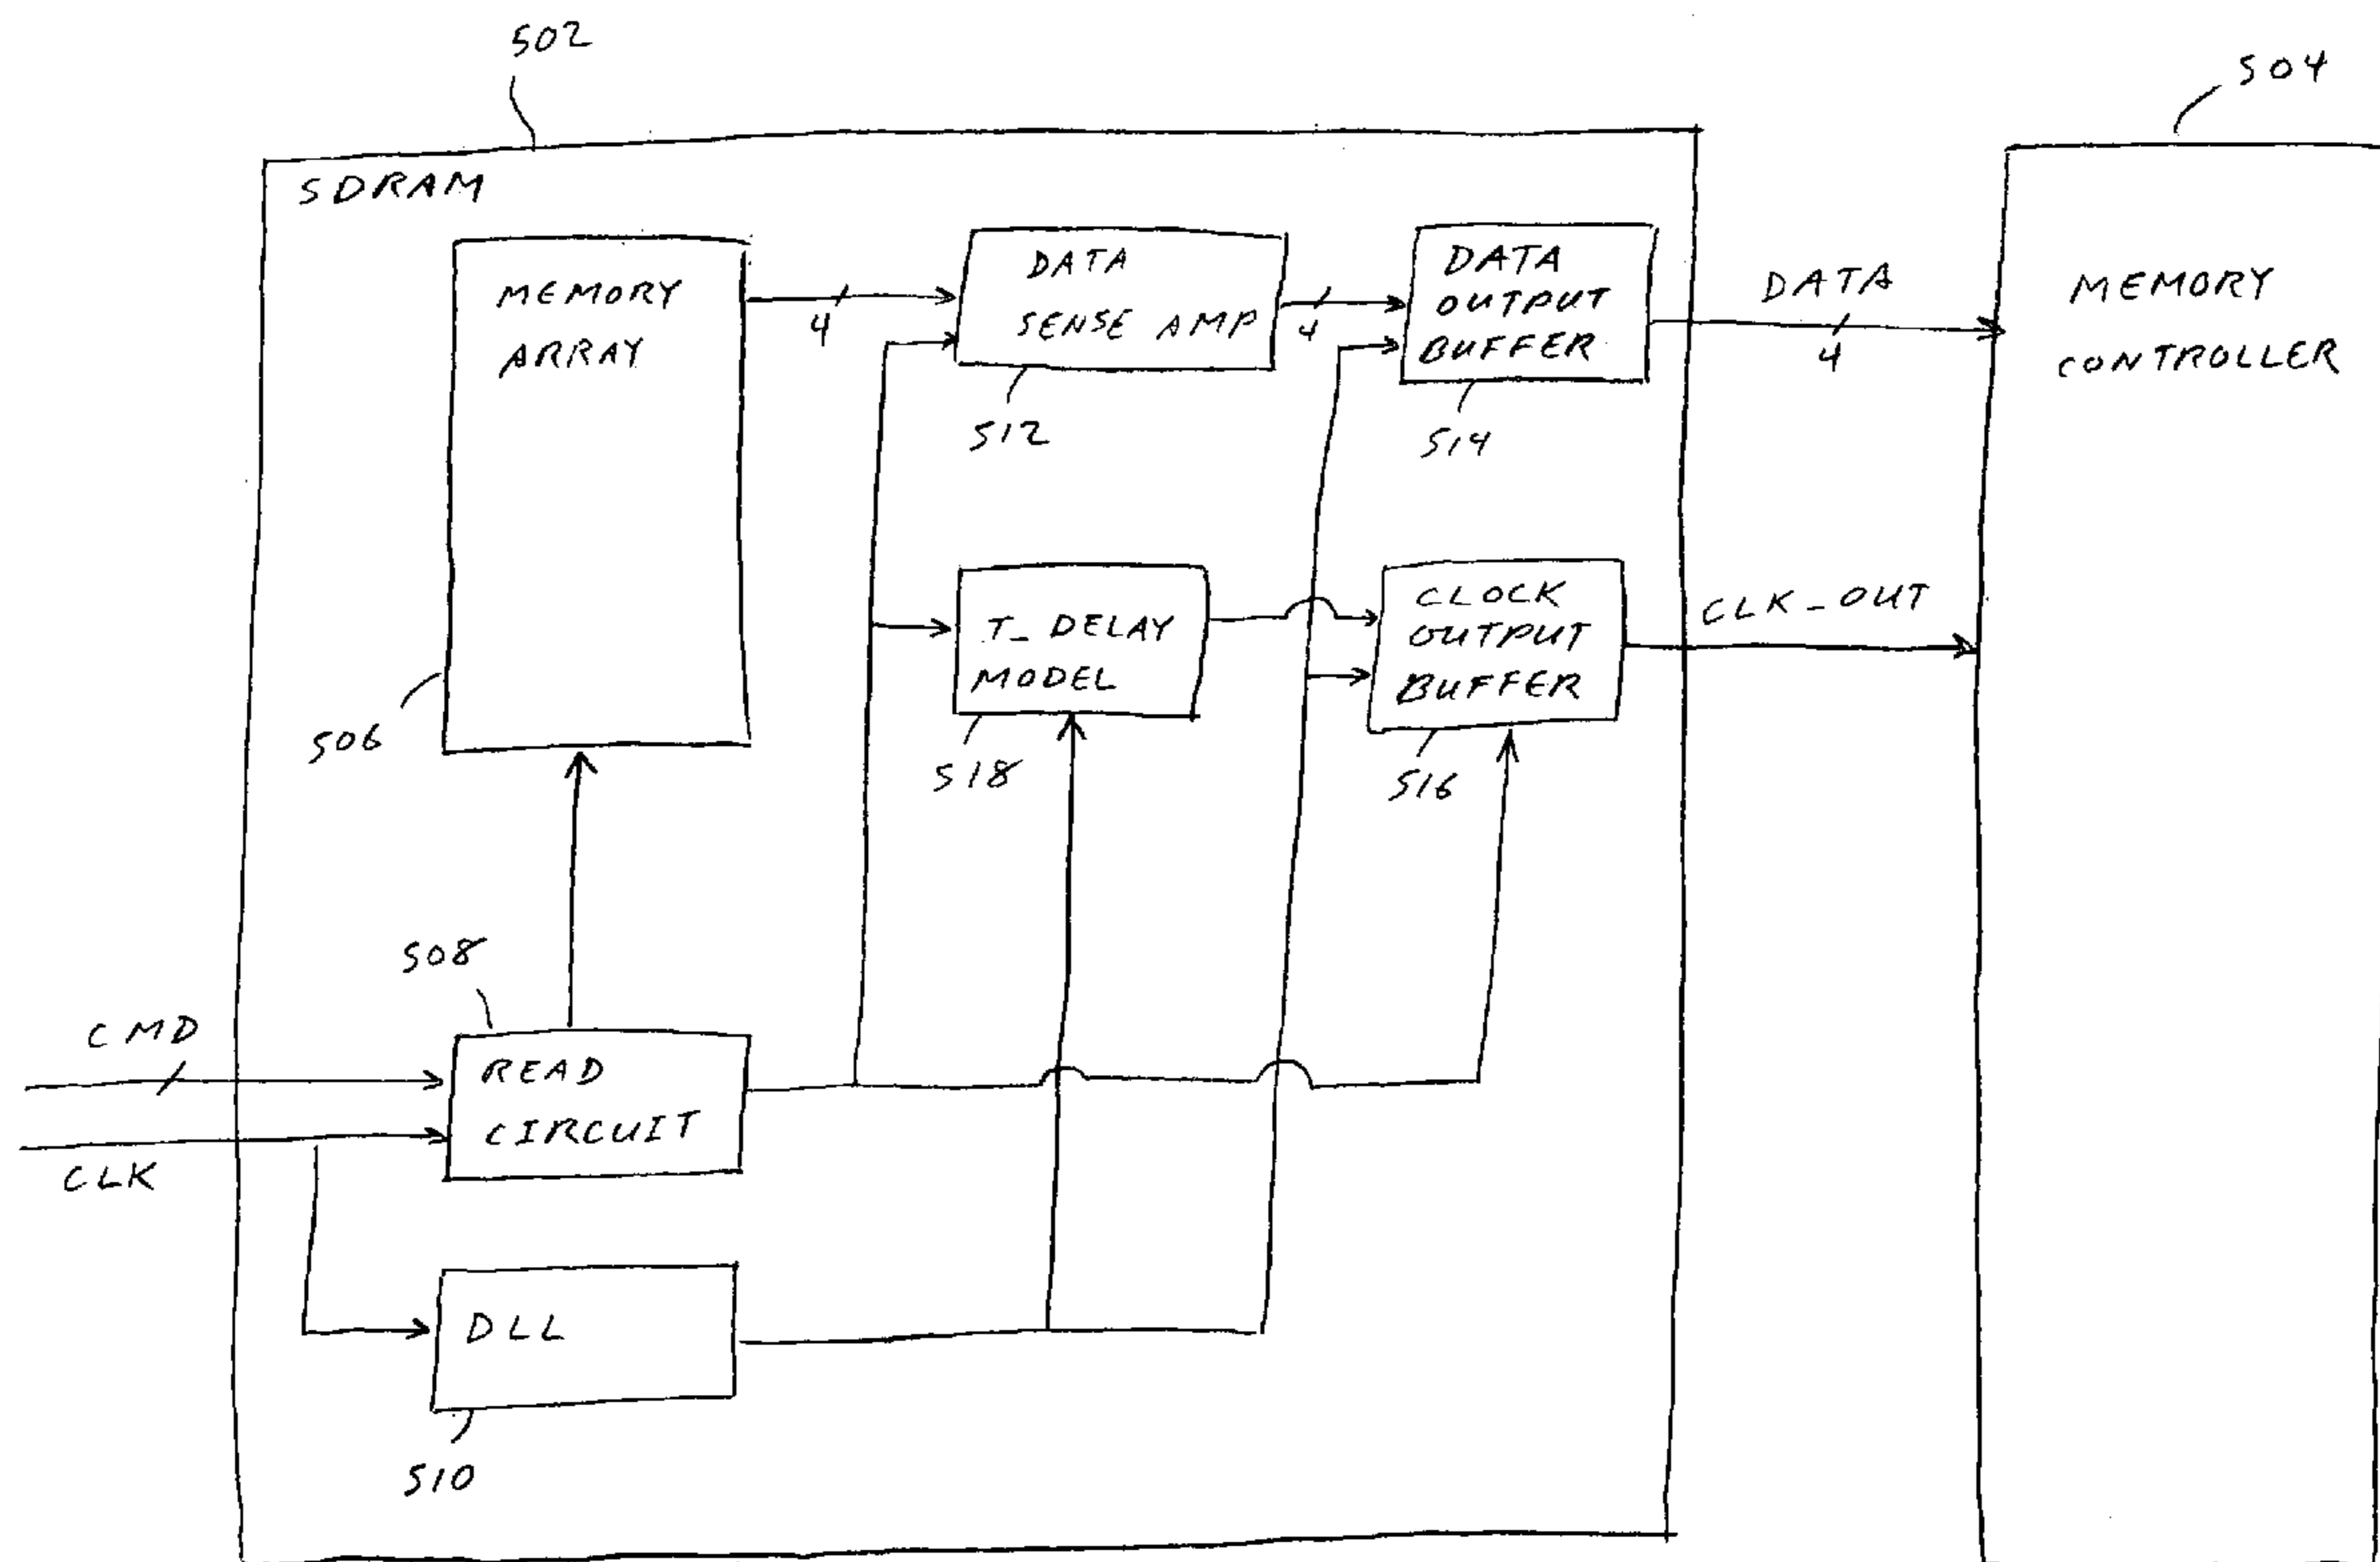 502
504
SDRAM
MEMORY
ARRAY
4
DATA
SENSE AMP
4
DATA
OUTPUT
BUFFER
DATA
4
MEMORY
CONTROLLER
512
514
T_DELAY
MODEL
CLOCK
OUTPUT
BUFFER
CLK_OUT
506
518
516
508
CMD
CLK
READ
CIRCUIT
DLL
510